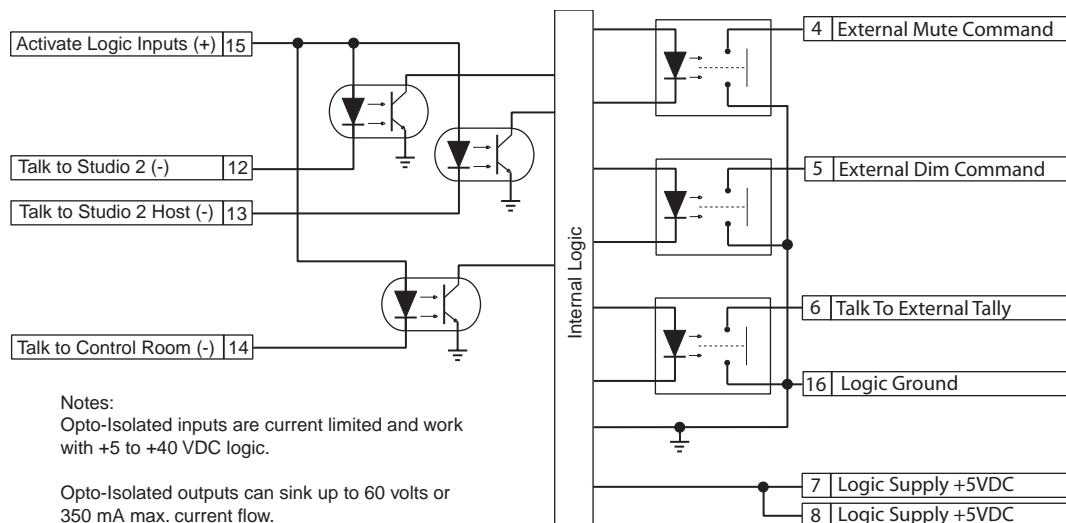 Activate Logic Inputs (+) 15
Talk to Studio 2 (-) 12
Talk to Studio 2 Host (-) 13
Talk to Control Room (-) 14
Notes:
Opto-Isolated inputs are current limited and work
with +5 to +40 VDC logic.
Opto-Isolated outputs can sink up to 60 volts or
350 mA max. current flow.
Internal Logic
4 External Mute Command
5 External Dim Command
6 Talk To External Tally
16 Logic Ground
7 Logic Supply +5VDC
8 Logic Supply +5VDC